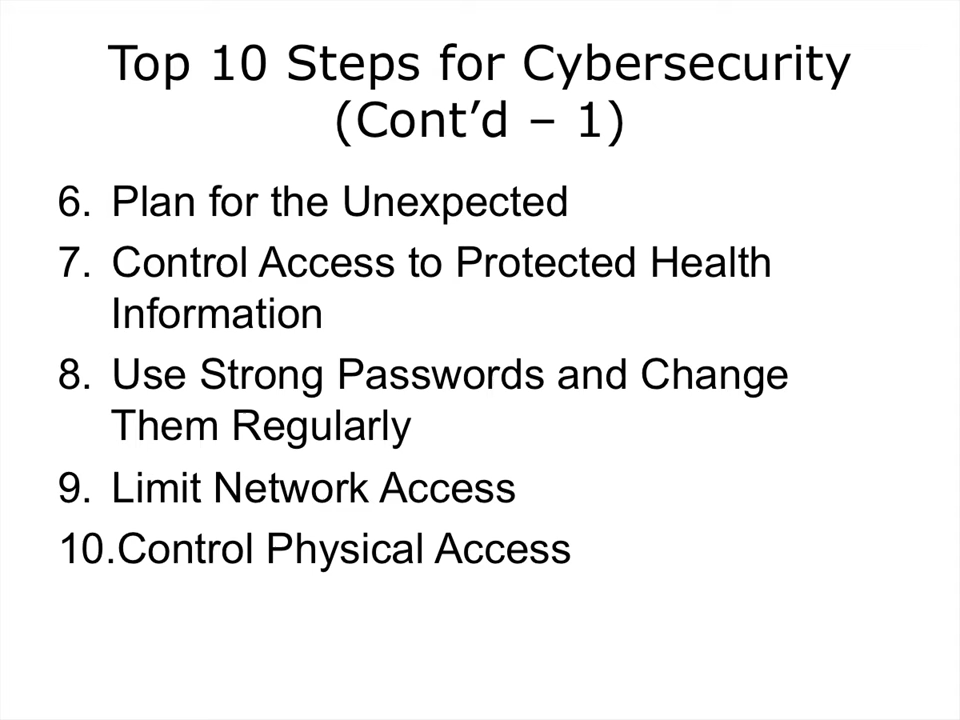 Top 10 Steps for Cybersecurity
(Cont’d – 1)
6. Plan for the Unexpected
7. Control Access to Protected Health
Information
8. Use Strong Passwords and Change
Them Regularly
9. Limit Network Access
10.Control Physical Access